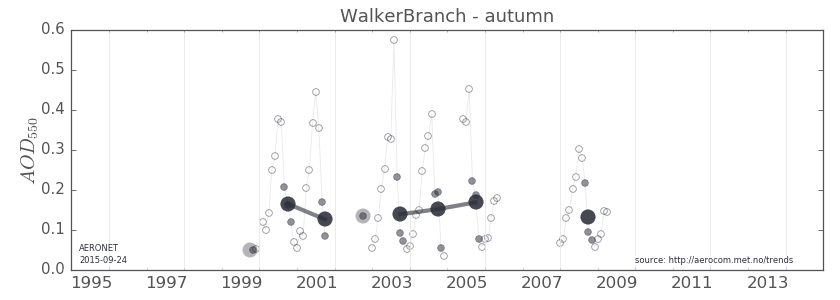 WalkerBranch - autumn
0.6
0.5
0.4
0.3
0.2
0.1
0.0
AOD550
AERONET
2015-09-24
source: http://aerocom.met.no/trends
1995 1997 1999 2001 2003 2005 2007 2009 2011 2013